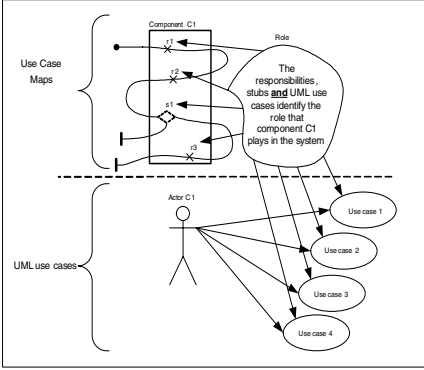 Component C1
Use Case
Maps
r1
r2
s1
r3
Role
The
responsibilities,
stubs and UML use
cases identify the
role that
component C1
plays in the system
UML use cases
Actor C1
Use case 1
Use case 2
Use case 3
Use case 4